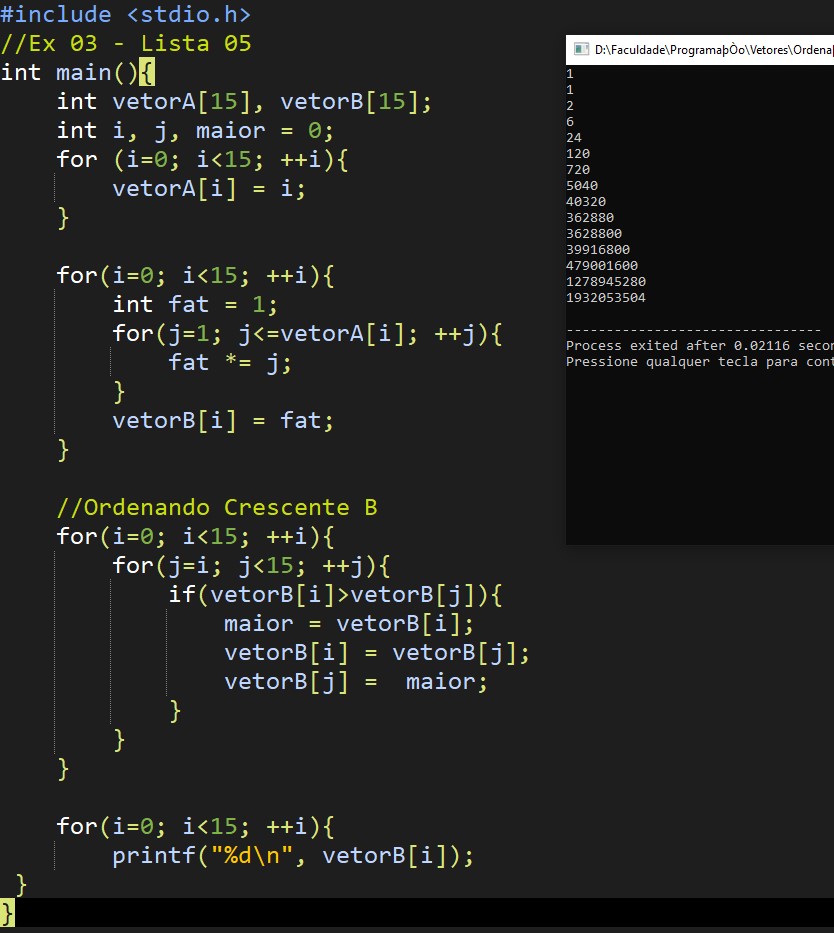 #include <stdio.h>
//Ex 03 - Lista 05
int main(){
    int vetorA[15], vetorB[15];
    int i, j, maior = 0;
    for (i=0; i<15; ++i){
        vetorA[i] = i;
    }
    for(i=0; i<15; ++i){
        int fat = 1;
        for(j=1; j<=vetorA[i]; ++j){
            fat *= j;
        }
        vetorB[i] = fat;
    }
    //Ordenando Crescente B
    for(i=0; i<15; ++i){
        for(j=i; j<15; ++j){
            if(vetorB[i]>vetorB[j]){
                maior = vetorB[i];
                vetorB[i] = vetorB[j];
                vetorB[j] =  maior;
            }
        }
    }
    for(i=0; i<15; ++i){
        printf("%d\n", vetorB[i]);
 }
}
D:\Faculdade\ProgramaþÒo\Vetores\Ordenaþ
1
1
2
6
24
120
720
5040
40320
362880
3628800
39916800
479001600
1278945280
1932053504
--------------------------------
Process exited after 0.02116 secon
Pressione qualquer tecla para cont